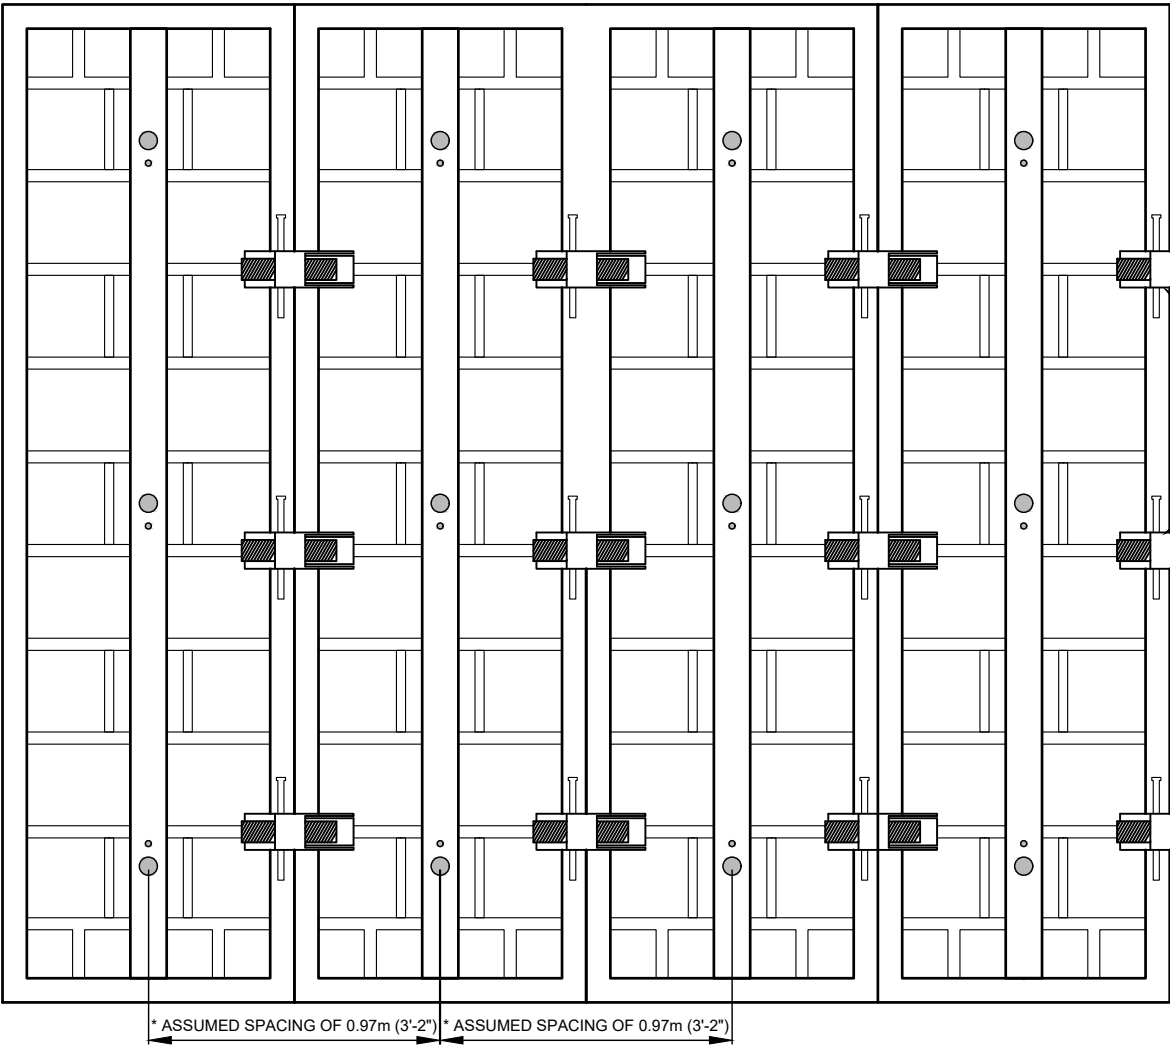 * ASSUMED SPACING OF 0.97m (3'-2") * ASSUMED SPACING OF 0.97m (3'-2")